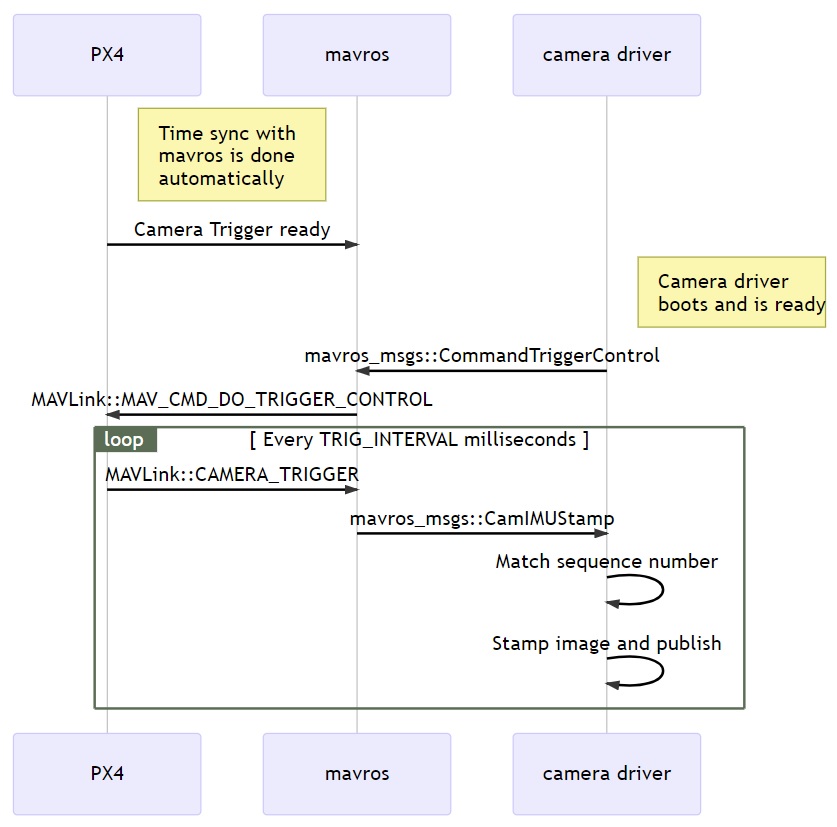 PX4
mavros
camera driver
Time sync with
mavros is done
automatically
Camera Trigger ready
Camera driver
boots and is ready
mavros_msgs::CommandTriggerControl
MAVLink::MAV_CMD_DO_TRIGGER_CONTROL
loop
[ Every TRIG_INTERVAL milliseconds ]
MAVLink::CAMERA_TRIGGER
mavros_msgs::CamIMUStamp
Match sequence number
Stamp image and publish
PX4
mavros
camera driver